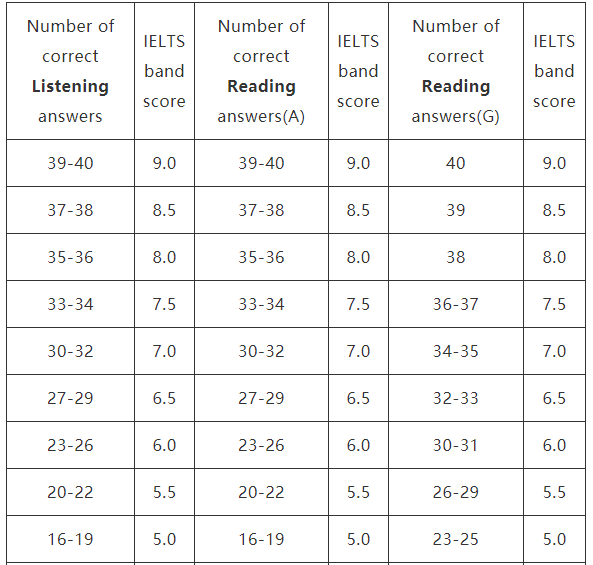 Number of correct Listening answers IELTS band score Number of correct Reading answers(A) IELTS band score Number of correct Reading answers(G) IELTS band score
39-40 9.0 39-40 9.0 40 9.0
37-38 8.5 37-38 8.5 39 8.5
35-36 8.0 35-36 8.0 38 8.0
33-34 7.5 33-34 7.5 36-37 7.5
30-32 7.0 30-32 7.0 34-35 7.0
27-29 6.5 27-29 6.5 32-33 6.5
23-26 6.0 23-26 6.0 30-31 6.0
20-22 5.5 20-22 5.5 26-29 5.5
16-19 5.0 16-19 5.0 23-25 5.0